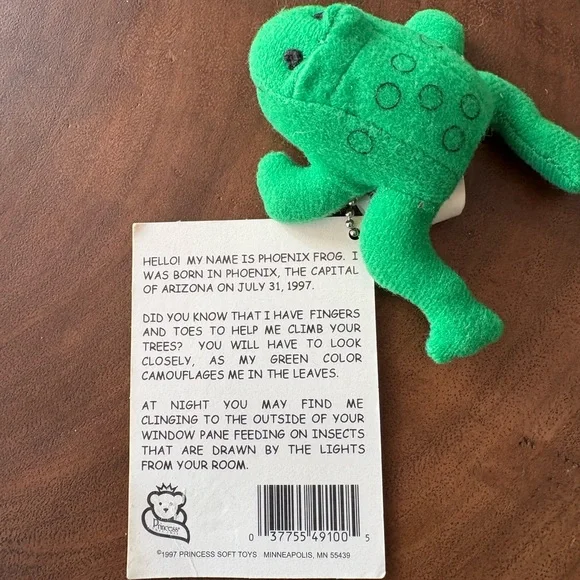 HELLO! MY NAME IS PHOENIX FROG. I
WAS BORN IN PHOENIX, THE CAPITAL
OF ARIZONA ON JULY 31, 1997.
DID YOU KNOW THAT I HAVE FINGERS
AND TOES TO HELP ME CLIMB YOUR
TREES? YOU WILL HAVE TO LOOK
CLOSELY, AS MY GREEN COLOR
CAMOUFLAGES ME IN THE LEAVES.
AT NIGHT YOU MAY FIND ME
CLINGING TO THE OUTSIDE OF YOUR
WINDOW PANE FEEDING ON INSECTS
THAT ARE DRAWN BY THE LIGHTS
FROM YOUR ROOM.
Princess
0 37755 49100 5
©1997 PRINCESS SOFT TOYS MINNEAPOLIS, MN 55439